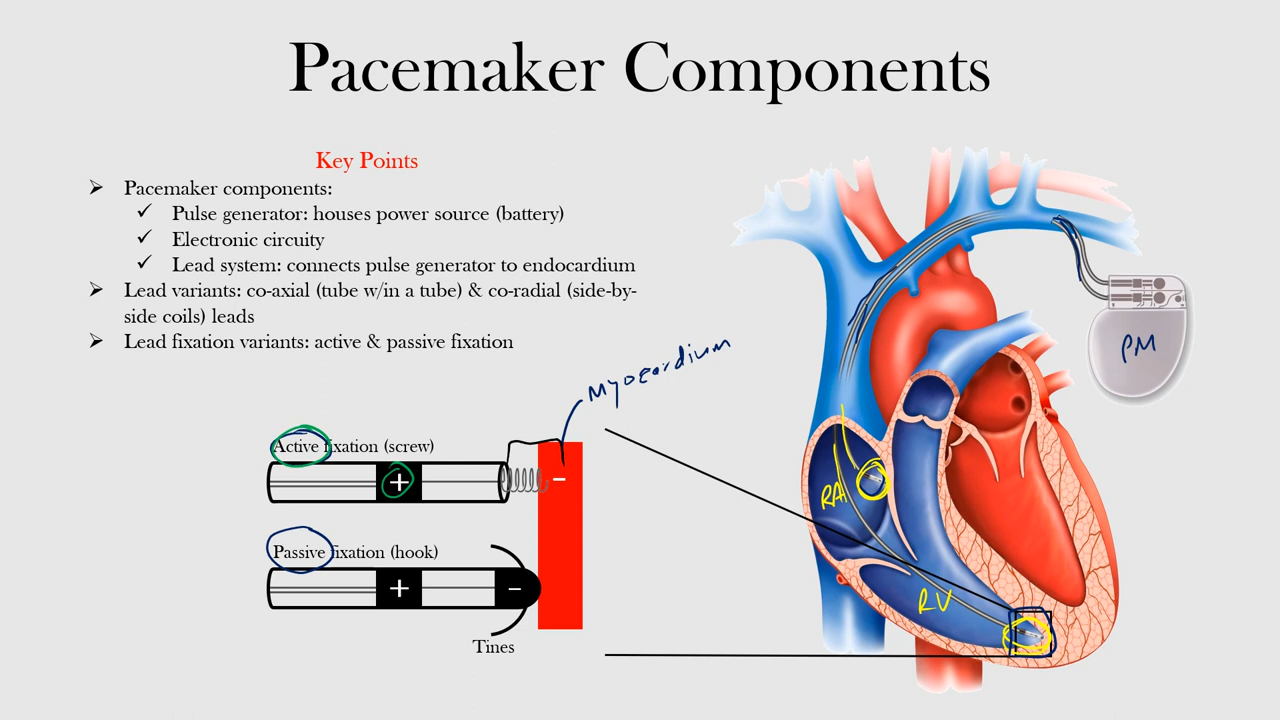 Pacemaker Components
Key Points
➢ Pacemaker components:
✓ Pulse generator: houses power source (battery)
✓ Electronic circuity
✓ Lead system: connects pulse generator to endocardium
➢ Lead variants: co-axial (tube w/in a tube) & co-radial (side-by-
side coils) leads
➢ Lead fixation variants: active & passive fixation
Myocardium
PM
Active fixation (screw)
+
–
RA
Passive fixation (hook)
+
–
RV
Tines